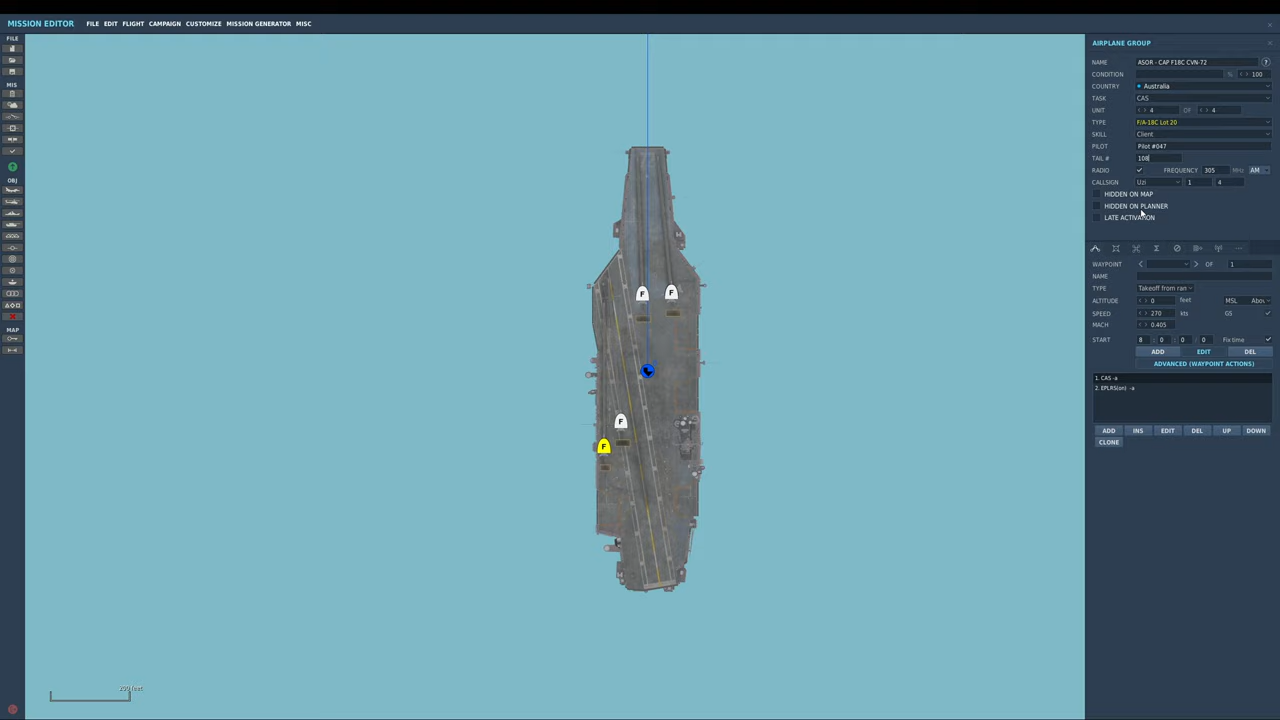 MISSION EDITOR FILE EDIT FLIGHT CAMPAIGN CUSTOMIZE MISSION GENERATOR MISC
FILE
MIS
OBJ
MAP
F F
F
F
AIRPLANE GROUP
NAME ASOR - CAP F18C CVN-72 ?
CONDITION % < > 100
COUNTRY Australia
TASK CAS
UNIT < > 4 OF < > 4
TYPE F/A-18C Lot 20
SKILL Client
PILOT Pilot #047
TAIL # 108
RADIO FREQUENCY 305 MHz AM
CALLSIGN Uzi 1 4
HIDDEN ON MAP
HIDDEN ON PLANNER
LATE ACTIVATION
WAYPOINT < > OF 1
NAME
TYPE Takeoff from ran
ALTITUDE < > 0 feet MSL
SPEED < > 270 kts GS
MACH < > 0.405
START 8 : 0 : 0 / 0 Fix time
ADD EDIT DEL
ADVANCED (WAYPOINT ACTIONS)
1. CAS -a
2. EPLRS(on) -a
ADD INS EDIT DEL UP DOWN
CLONE